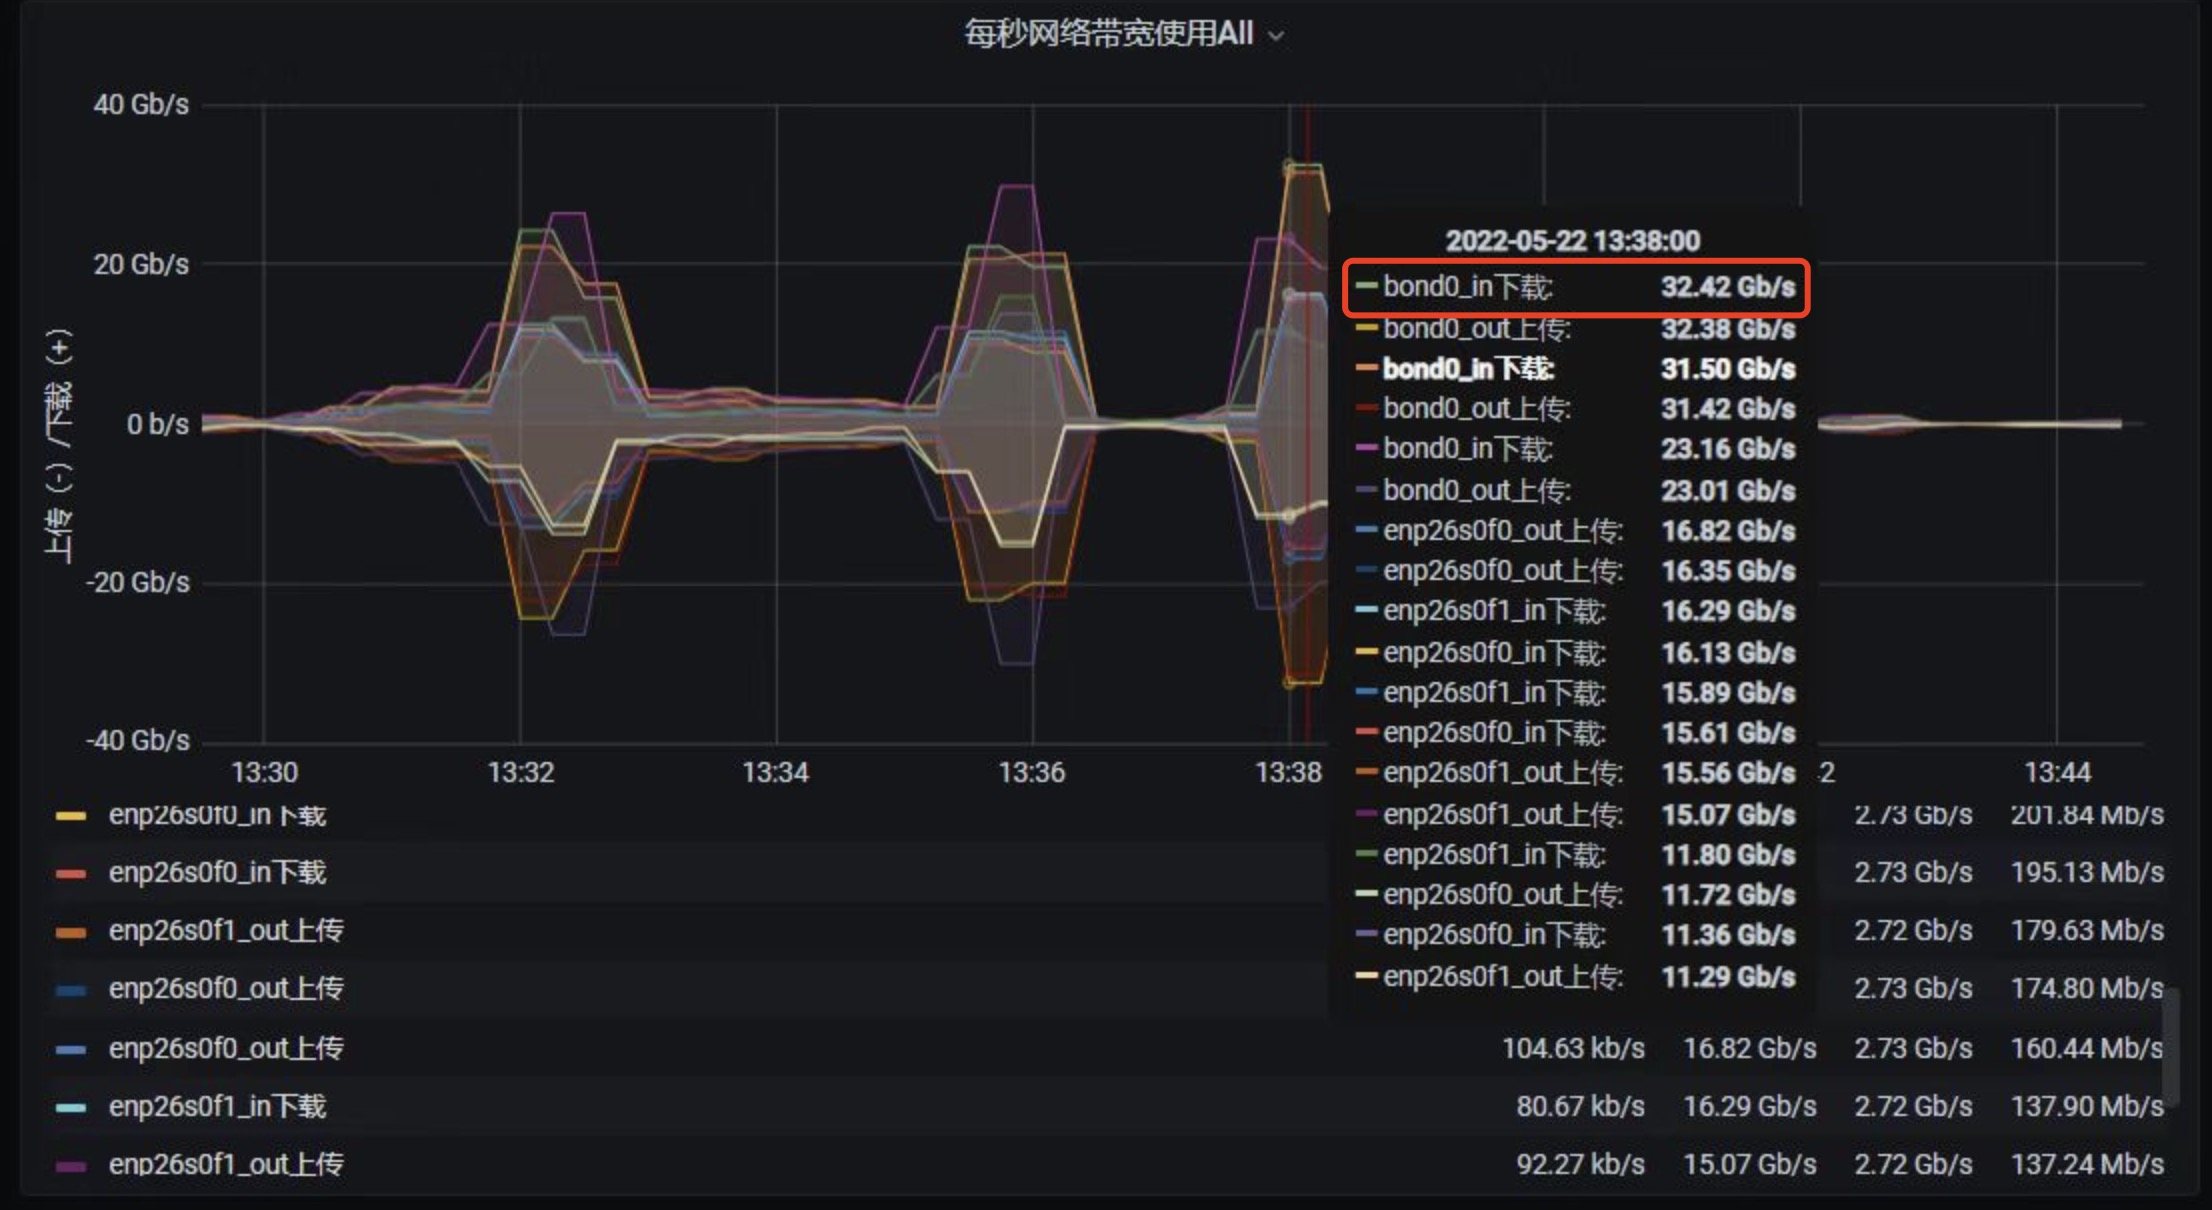 每秒网络带宽使用All
40 Gb/s
20 Gb/s
0 b/s
-20 Gb/s
-40 Gb/s
上传（-）/下载（+）
13:30 13:32 13:34 13:36 13:38 2 13:44
2022-05-22 13:38:00
bond0_in下载: 32.42 Gb/s
bond0_out上传: 32.38 Gb/s
bond0_in下载: 31.50 Gb/s
bond0_out上传: 31.42 Gb/s
bond0_in下载: 23.16 Gb/s
bond0_out上传: 23.01 Gb/s
enp26s0f0_out上传: 16.82 Gb/s
enp26s0f0_out上传: 16.35 Gb/s
enp26s0f1_in下载: 16.29 Gb/s
enp26s0f0_in下载: 16.13 Gb/s
enp26s0f1_in下载: 15.89 Gb/s
enp26s0f0_in下载: 15.61 Gb/s
enp26s0f1_out上传: 15.56 Gb/s
enp26s0f1_out上传: 15.07 Gb/s
enp26s0f1_in下载: 11.80 Gb/s
enp26s0f0_out上传: 11.72 Gb/s
enp26s0f0_in下载: 11.36 Gb/s
enp26s0f1_out上传: 11.29 Gb/s
enp26s0f0_in下载 2.73 Gb/s 201.84 Mb/s
enp26s0f0_in下载 2.73 Gb/s 195.13 Mb/s
enp26s0f1_out上传 2.72 Gb/s 179.63 Mb/s
enp26s0f0_out上传 2.73 Gb/s 174.80 Mb/s
enp26s0f0_out上传 104.63 kb/s 16.82 Gb/s 2.73 Gb/s 160.44 Mb/s
enp26s0f1_in下载 80.67 kb/s 16.29 Gb/s 2.72 Gb/s 137.90 Mb/s
enp26s0f1_out上传 92.27 kb/s 15.07 Gb/s 2.72 Gb/s 137.24 Mb/s